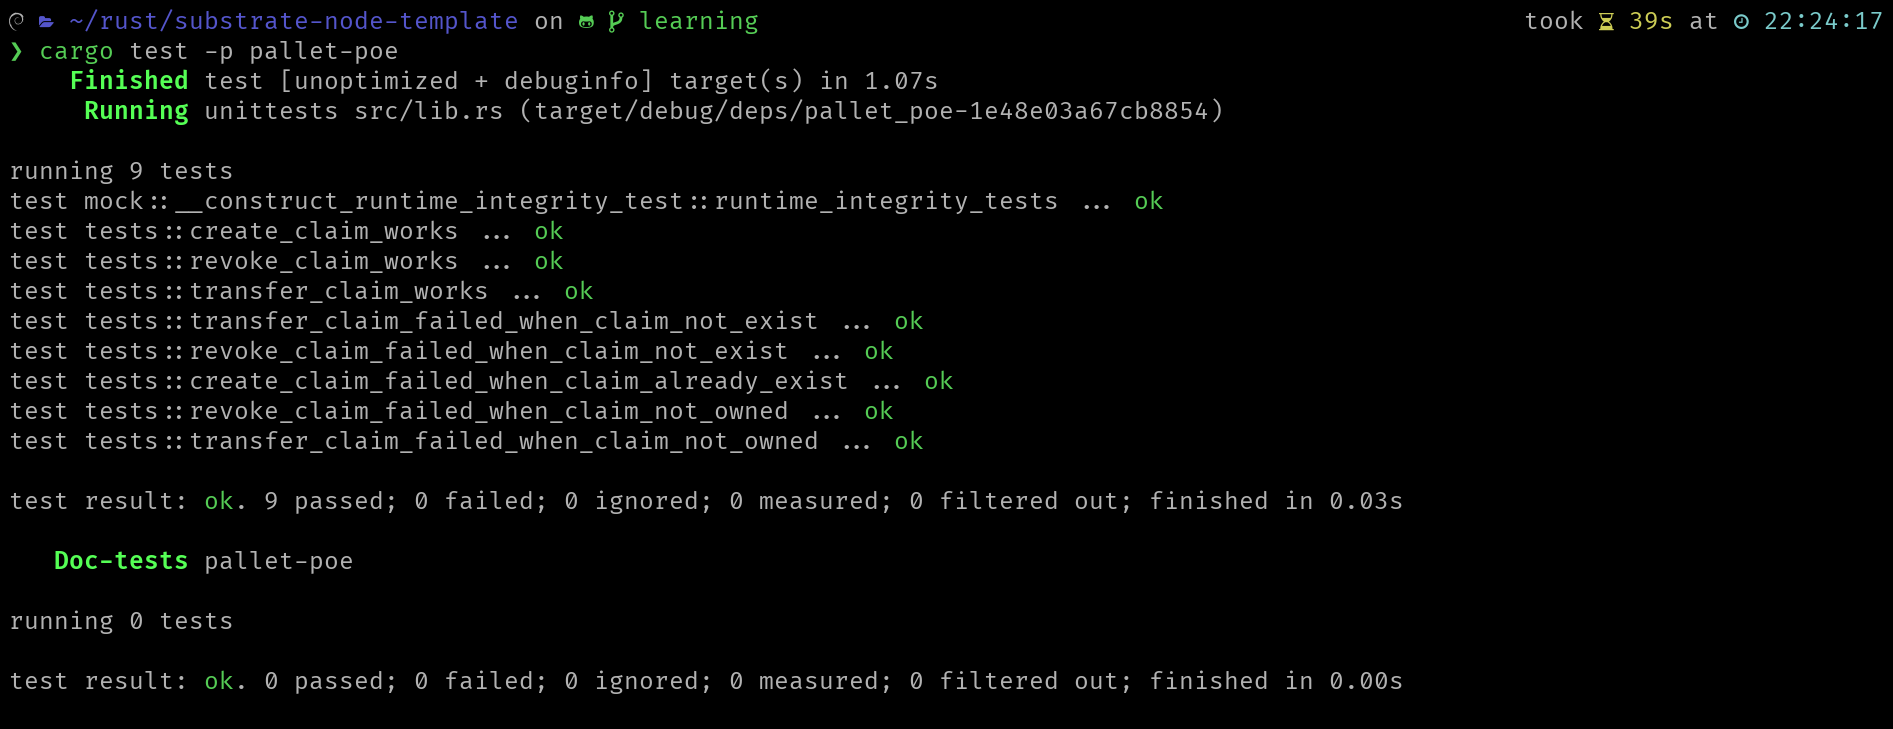 ~/rust/substrate-node-template on learning took 39s at 22:24:17
❯ cargo test -p pallet-poe
Finished test [unoptimized + debuginfo] target(s) in 1.07s
Running unittests src/lib.rs (target/debug/deps/pallet_poe-1e48e03a67cb8854)
running 9 tests
test mock::__construct_runtime_integrity_test::runtime_integrity_tests ... ok
test tests::create_claim_works ... ok
test tests::revoke_claim_works ... ok
test tests::transfer_claim_works ... ok
test tests::transfer_claim_failed_when_claim_not_exist ... ok
test tests::revoke_claim_failed_when_claim_not_exist ... ok
test tests::create_claim_failed_when_claim_already_exist ... ok
test tests::revoke_claim_failed_when_claim_not_owned ... ok
test tests::transfer_claim_failed_when_claim_not_owned ... ok
test result: ok. 9 passed; 0 failed; 0 ignored; 0 measured; 0 filtered out; finished in 0.03s
Doc-tests pallet-poe
running 0 tests
test result: ok. 0 passed; 0 failed; 0 ignored; 0 measured; 0 filtered out; finished in 0.00s